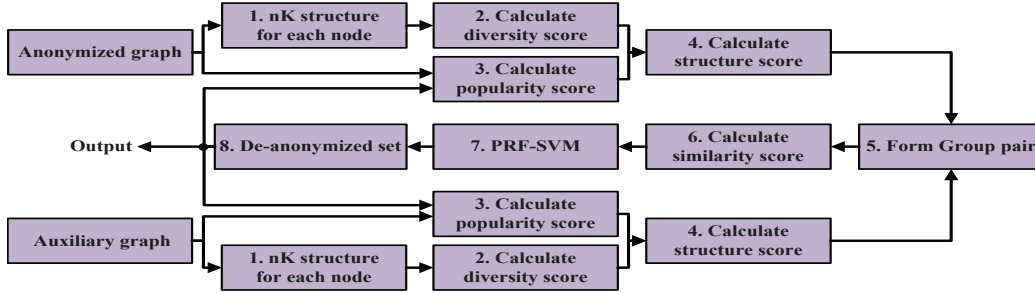 Anonymized graph
1. nK structure
for each node
2. Calculate
diversity score
3. Calculate
popularity score
4. Calculate
structure score
Output
8. De-anonymized set
7. PRF-SVM
6. Calculate
similarity score
5. Form Group pair
Auxiliary graph
3. Calculate
popularity score
1. nK structure
for each node
2. Calculate
diversity score
4. Calculate
structure score